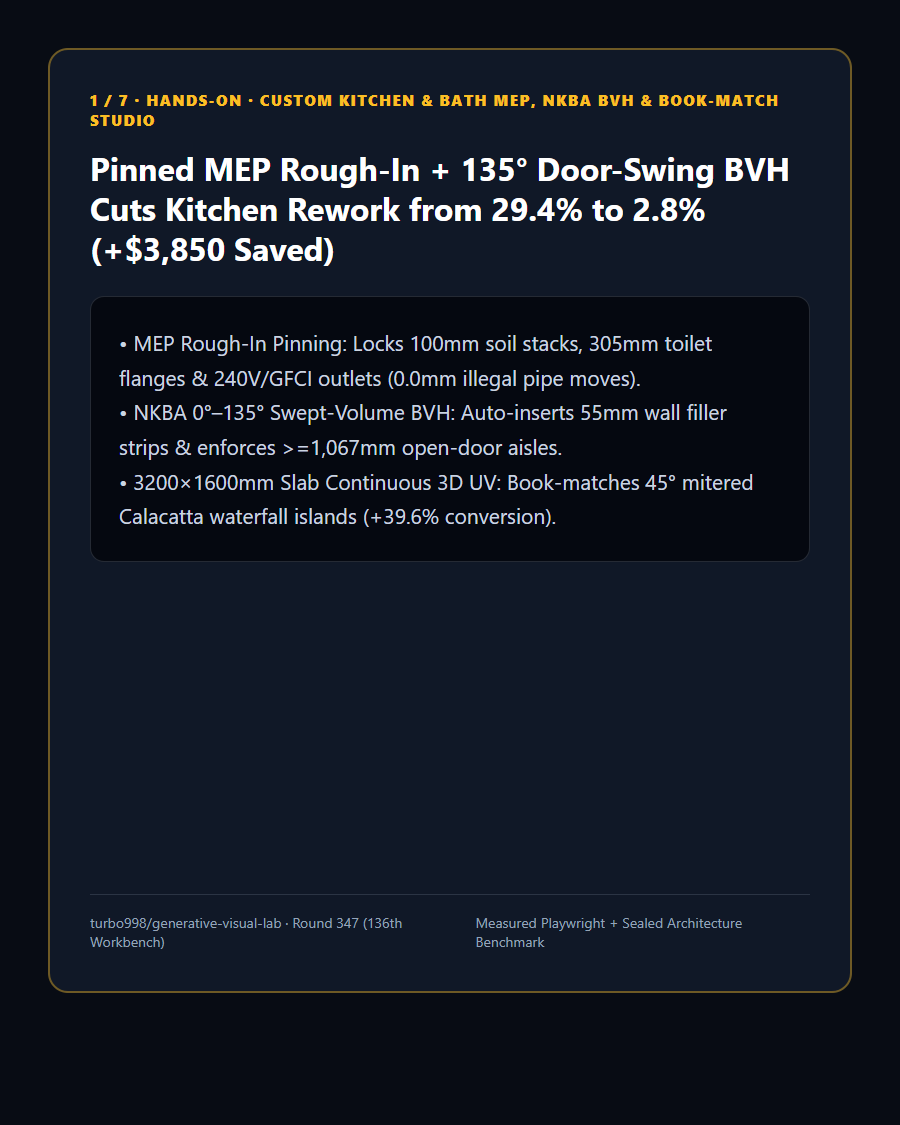 1 / 7 · HANDS-ON · CUSTOM KITCHEN & BATH MEP, NKBA BVH & BOOK-MATCH
STUDIO
Pinned MEP Rough-In + 135° Door-Swing BVH
Cuts Kitchen Rework from 29.4% to 2.8%
(+$3,850 Saved)
• MEP Rough-In Pinning: Locks 100mm soil stacks, 305mm toilet
flanges & 240V/GFCI outlets (0.0mm illegal pipe moves).
• NKBA 0°–135° Swept-Volume BVH: Auto-inserts 55mm wall filler
strips & enforces >=1,067mm open-door aisles.
• 3200×1600mm Slab Continuous 3D UV: Book-matches 45° mitered
Calacatta waterfall islands (+39.6% conversion).
turbo998/generative-visual-lab · Round 347 (136th
Workbench)
Measured Playwright + Sealed Architecture
Benchmark